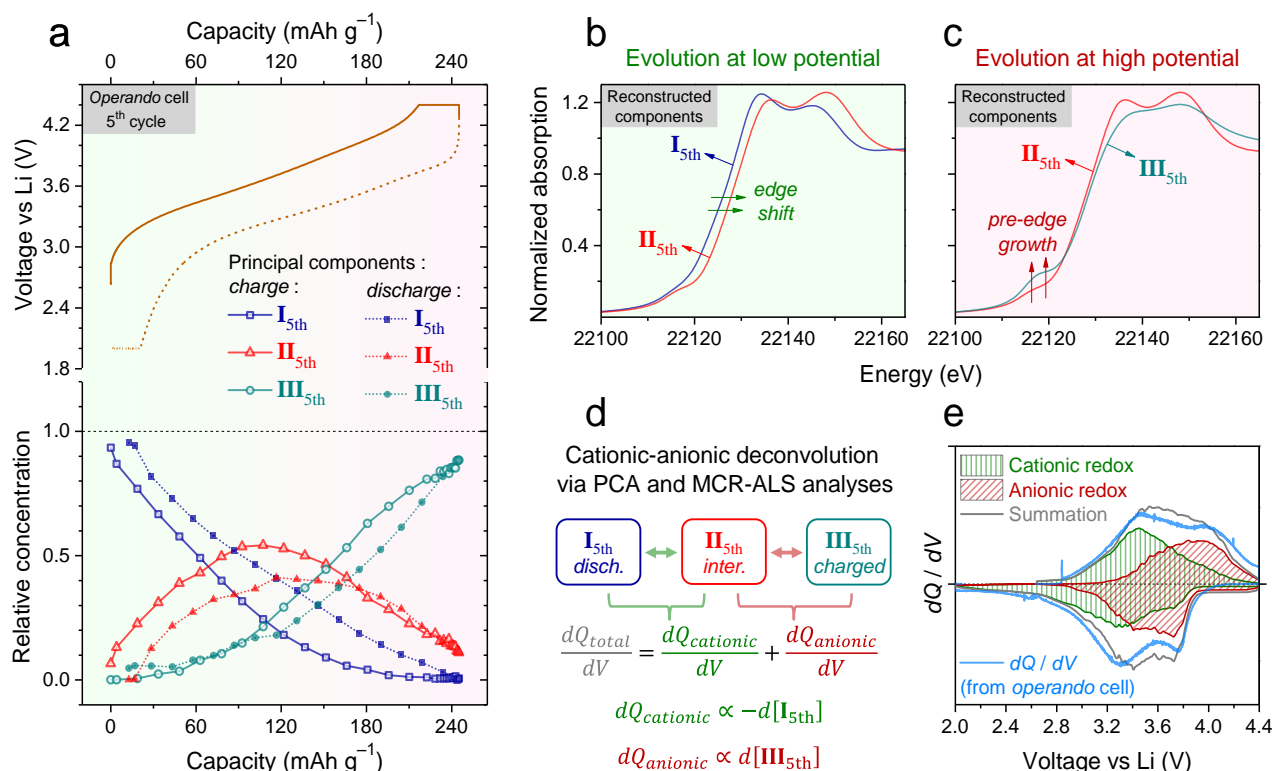 a
Capacity (mAh g⁻¹)
0 60 120 180 240
Operando cell
5th cycle
Voltage vs Li (V)
4.2
3.6
3.0
2.4
1.8
Principal components :
charge : discharge :
I5th I5th
II5th II5th
III5th III5th
Relative concentration
1.0
0.5
0.0
0 60 120 180 240
Capacity (mAh g⁻¹)
b
Evolution at low potential
Reconstructed
components
Normalized absorption
1.2
0.8
0.4
I5th
edge
shift
II5th
22100 22120 22140 22160
c
Evolution at high potential
Reconstructed
components
II5th
III5th
pre-edge
growth
22100 22120 22140 22160
Energy (eV)
d
Cationic-anionic deconvolution
via PCA and MCR-ALS analyses
I5th II5th III5th
disch. inter. charged
dQtotal/dV = dQcationic/dV + dQanionic/dV
dQcationic ∝ −d[I5th]
dQanionic ∝ d[III5th]
e
Cationic redox
Anionic redox
Summation
dQ / dV
dQ / dV
(from operando cell)
2.0 2.4 2.8 3.2 3.6 4.0 4.4
Voltage vs Li (V)